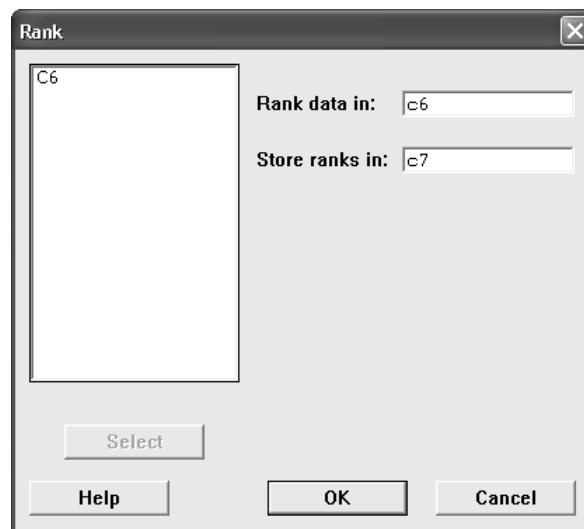 Rank
C6
Rank data in: c6
Store ranks in: c7
Select
Help OK Cancel